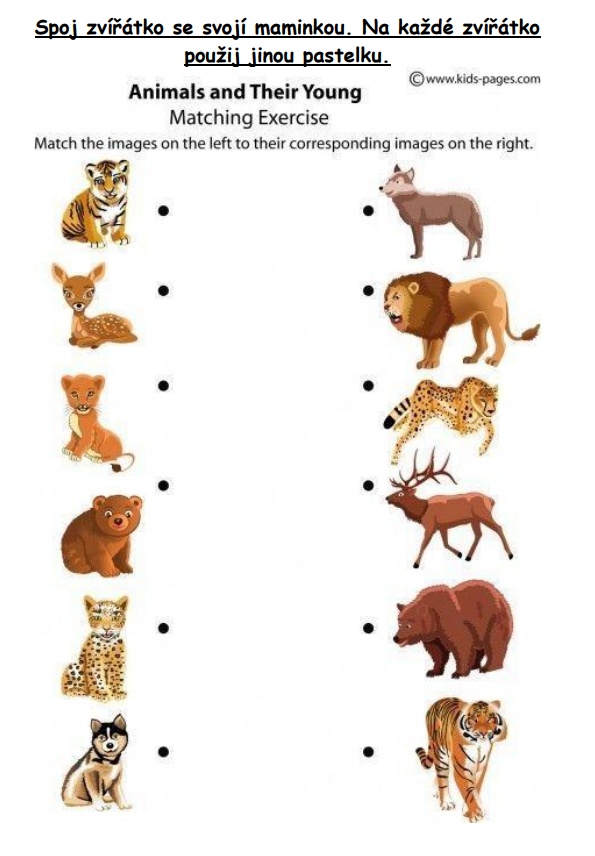 Spoj zvířátko se svojí maminkou. Na každé zvířátko
použij jinou pastelku.
©www.kids-pages.com
Animals and Their Young
Matching Exercise
Match the images on the left to their corresponding images on the right.